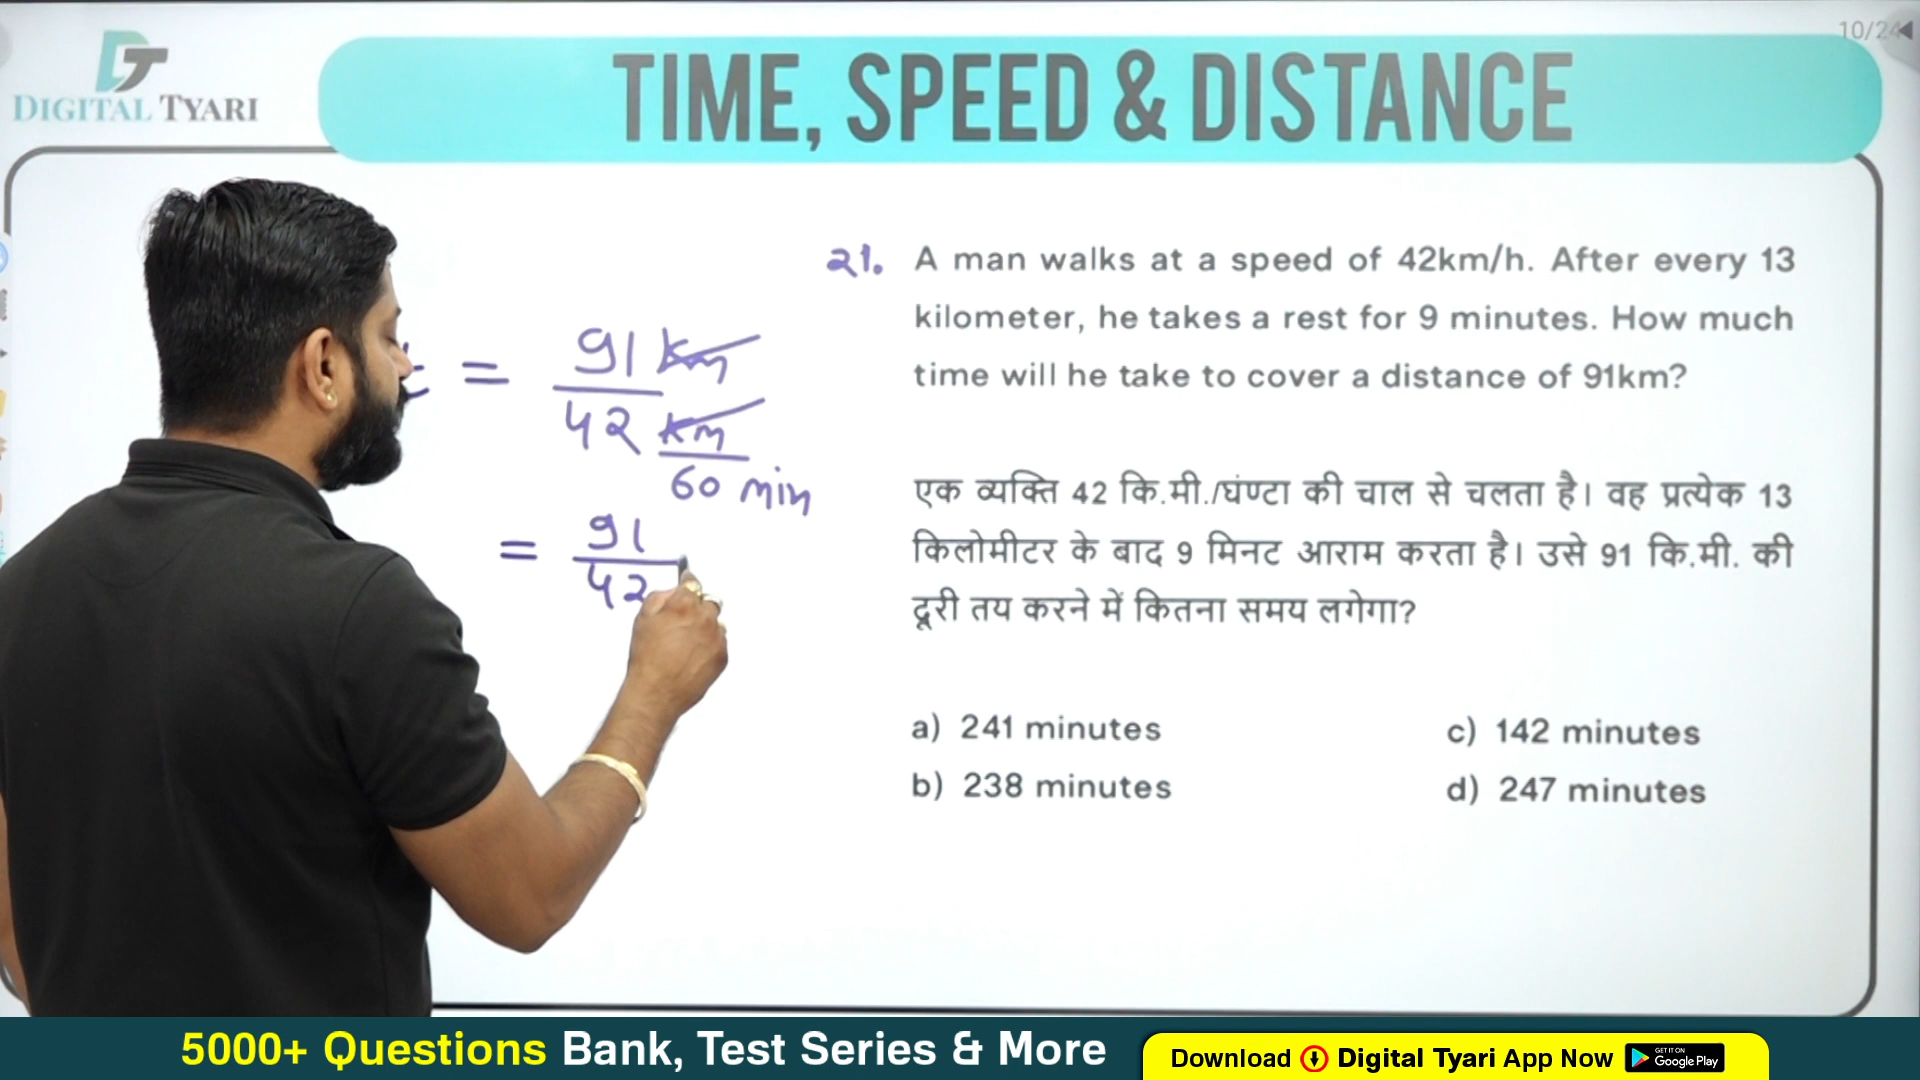 10/24
DT
DIGITAL TYARI
TIME, SPEED & DISTANCE
21. A man walks at a speed of 42km/h. After every 13
kilometer, he takes a rest for 9 minutes. How much
time will he take to cover a distance of 91km?
t = 91 km
42 km
60 min
= 91
42
एक व्यक्ति 42 कि.मी./घंण्टा की चाल से चलता है। वह प्रत्येक 13
किलोमीटर के बाद 9 मिनट आराम करता है। उसे 91 कि.मी. की
दूरी तय करने में कितना समय लगेगा?
a) 241 minutes
c) 142 minutes
b) 238 minutes
d) 247 minutes
5000+ Questions Bank, Test Series & More
Download Digital Tyari App Now
GET IT ON
Google Play